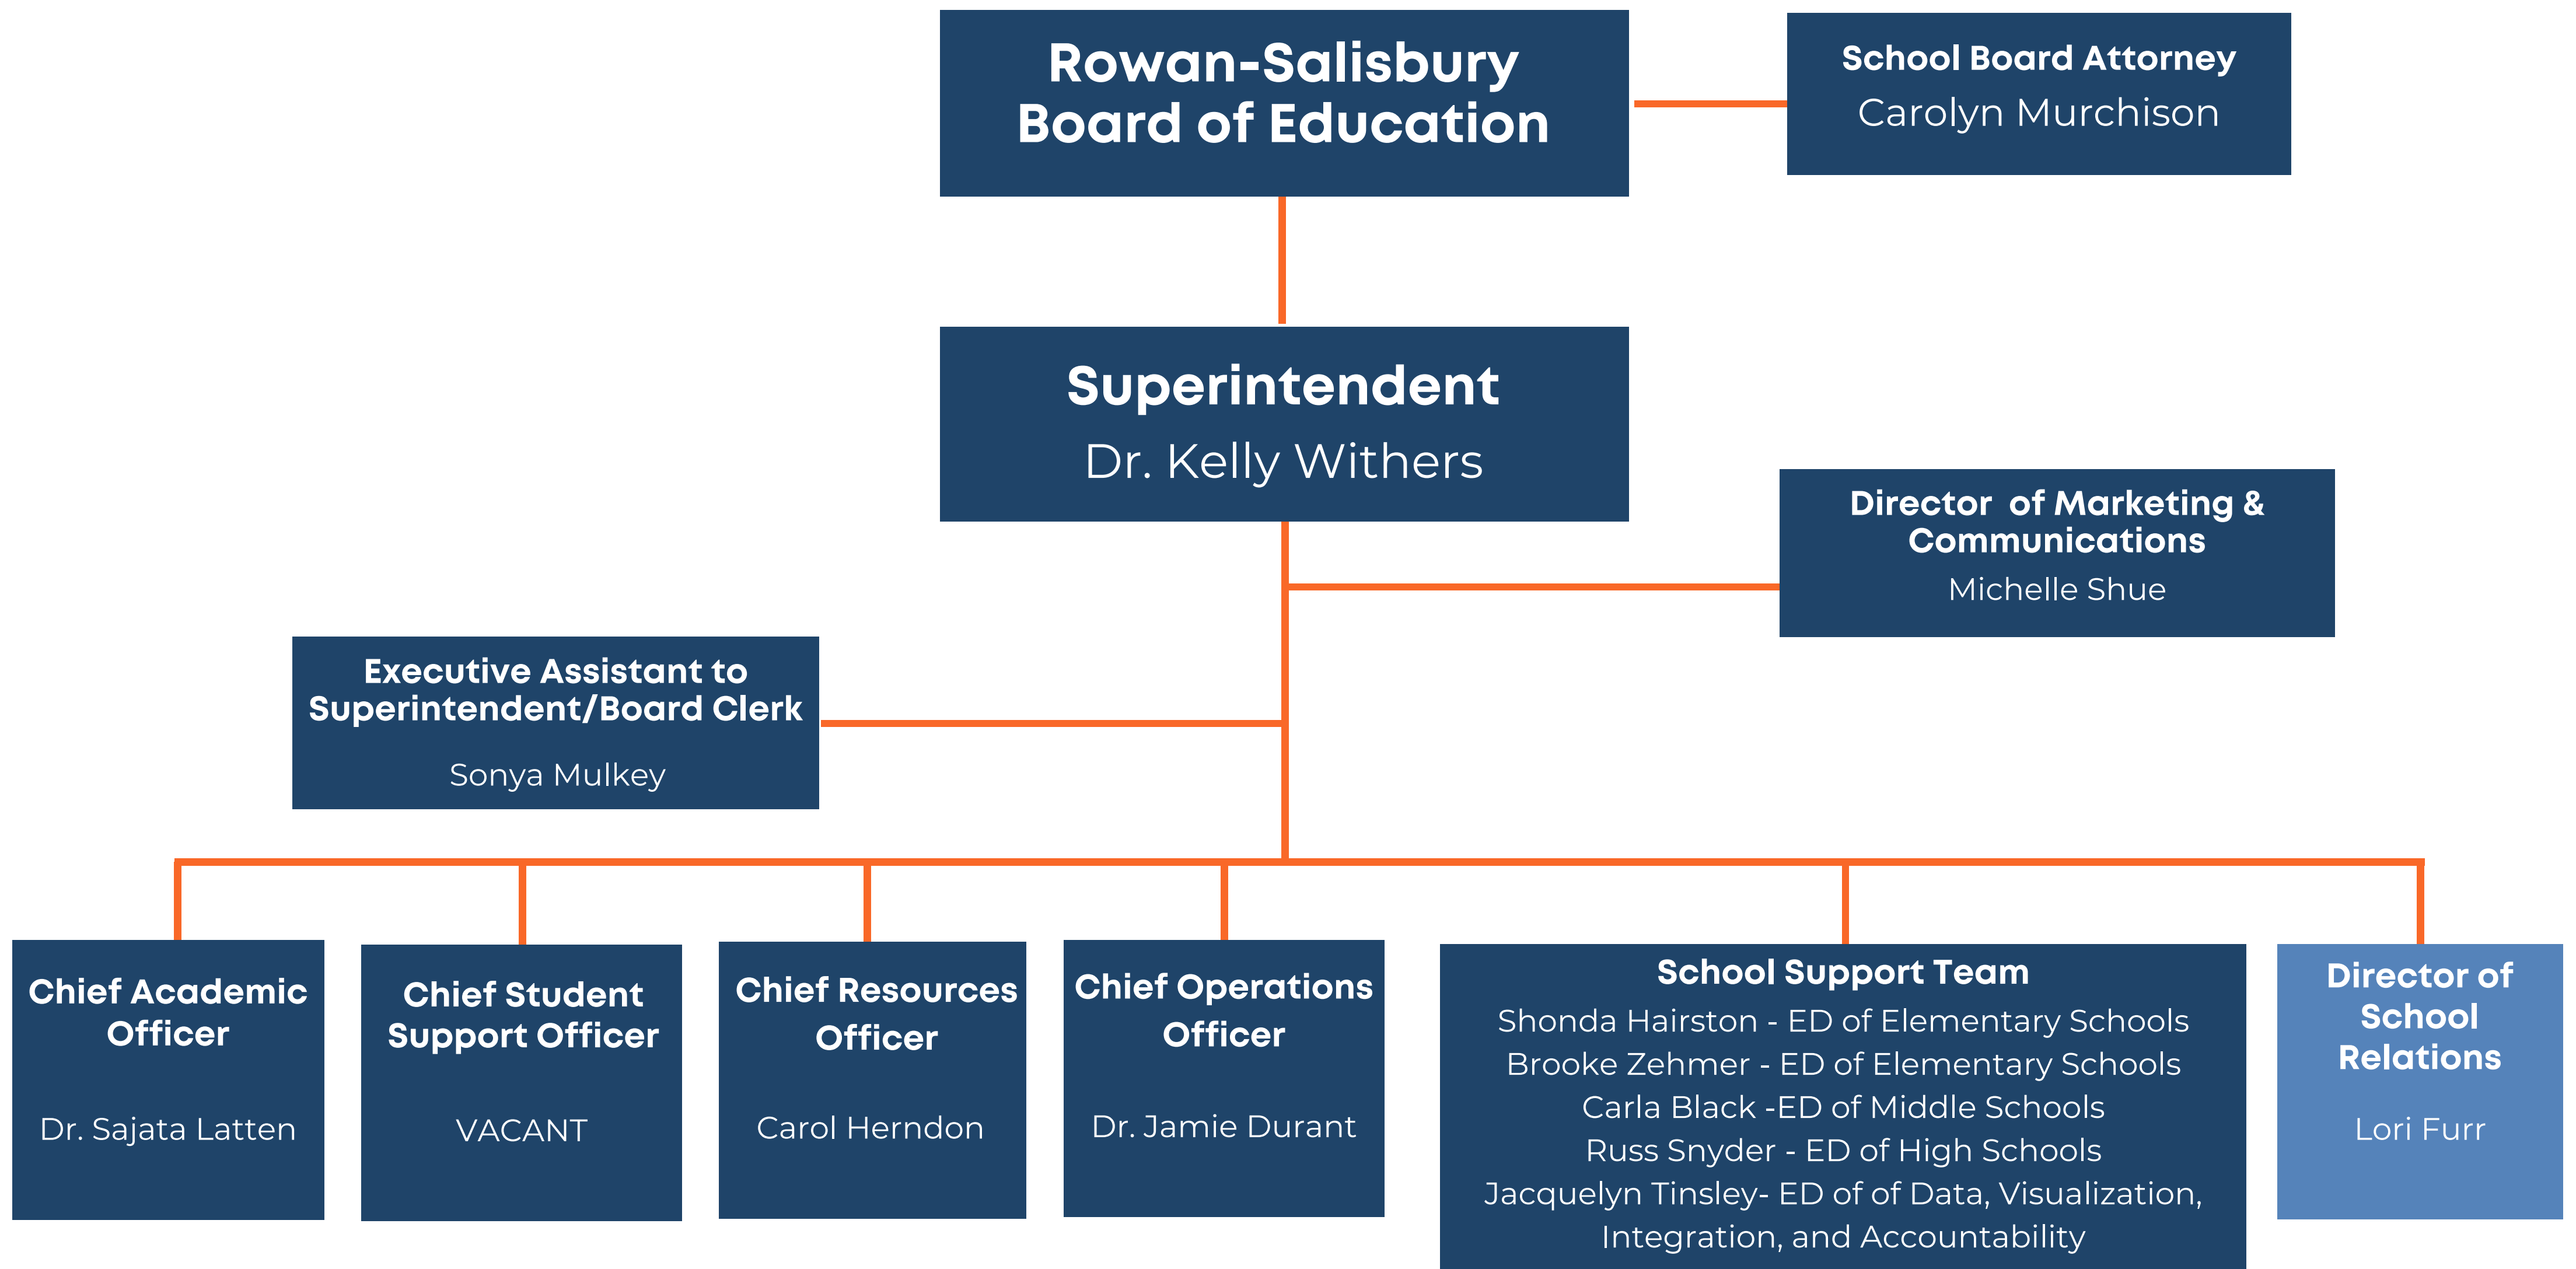 Rowan-Salisbury
Board of Education
School Board Attorney
Carolyn Murchison
Superintendent
Dr. Kelly Withers
Director  of Marketing &
Communications
Michelle Shue
Executive Assistant to
Superintendent/Board Clerk
Sonya Mulkey
Chief Academic
Officer
Dr. Sajata Latten
Chief Student
Support Officer
VACANT
Chief Resources
Officer
Carol Herndon
Chief Operations
Officer
Dr. Jamie Durant
School Support Team
Shonda Hairston - ED of Elementary Schools
Brooke Zehmer - ED of Elementary Schools
Carla Black -ED of Middle Schools
Russ Snyder - ED of High Schools
Jacquelyn Tinsley- ED of of Data, Visualization,
Integration, and Accountability
Director of
School
Relations
Lori Furr